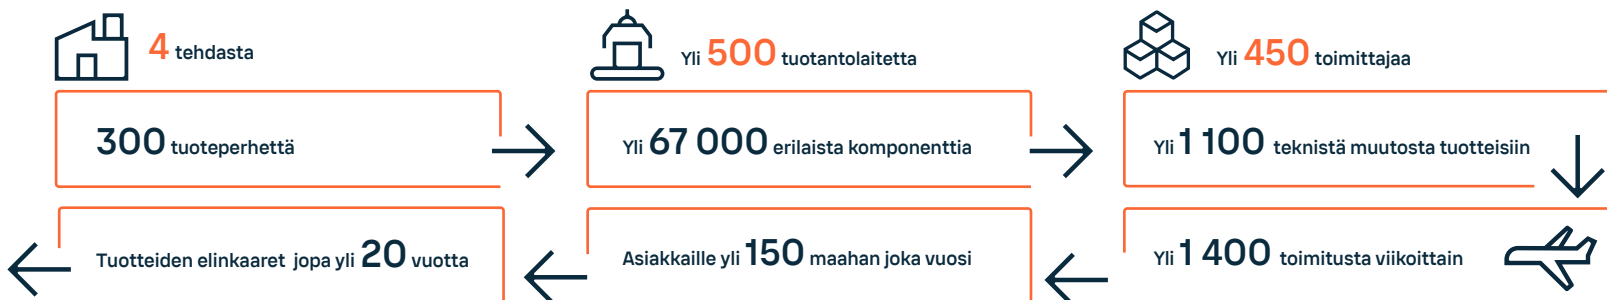 4 tehdasta
Yli 500 tuotantolaitetta
Yli 450 toimittajaa
300 tuoteperhettä
Yli 67 000 erilaista komponenttia
Yli 1 100 teknistä muutosta tuotteisiin
Yli 1 400 toimitusta viikoittain
Asiakkaille yli 150 maahan joka vuosi
Tuotteiden elinkaaret jopa yli 20 vuotta